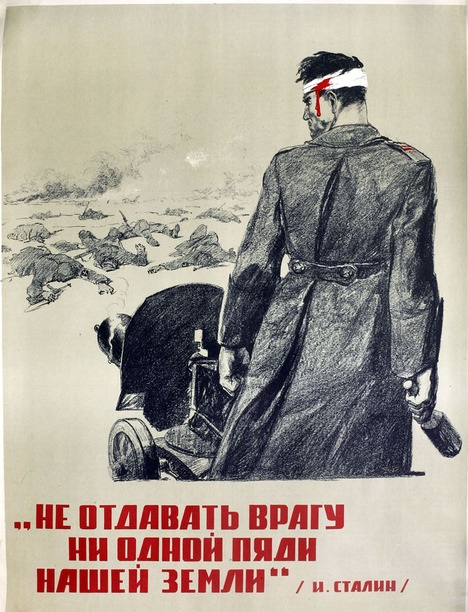 „НЕ ОТДАВАТЬ ВРАГУ
НИ ОДНОЙ ПЯДИ
НАШЕЙ ЗЕМЛИ“ /И. СТАЛИН/